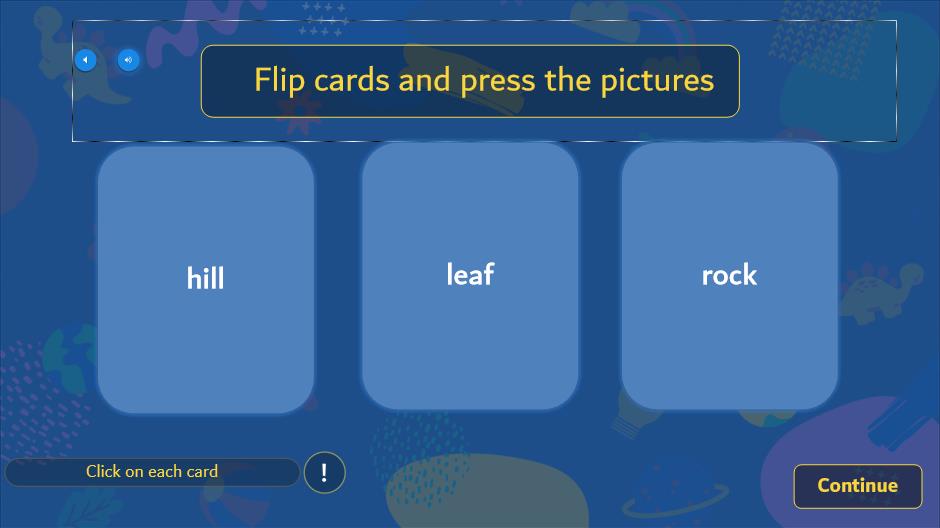 Flip cards and press the pictures
hill
leaf
rock
Click on each card
!
Continue